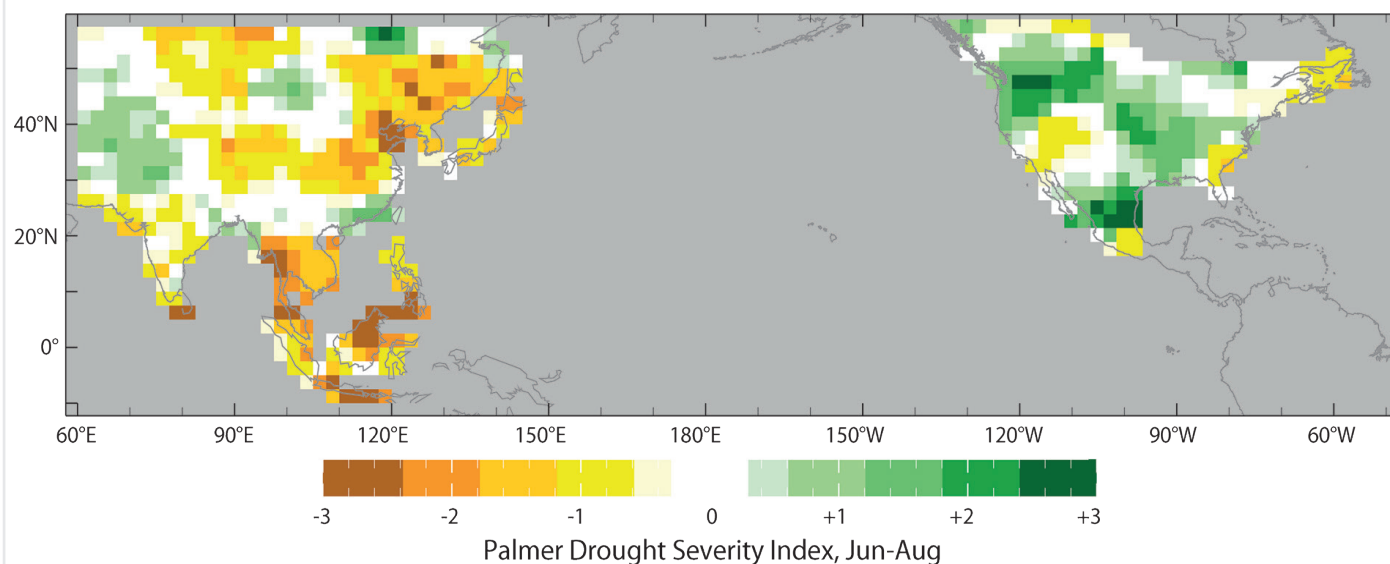 40°N
20°N
0°
60°E 90°E 120°E 150°E 180°E 150°W 120°W 90°W 60°W
-3 -2 -1 0 +1 +2 +3
Palmer Drought Severity Index, Jun-Aug